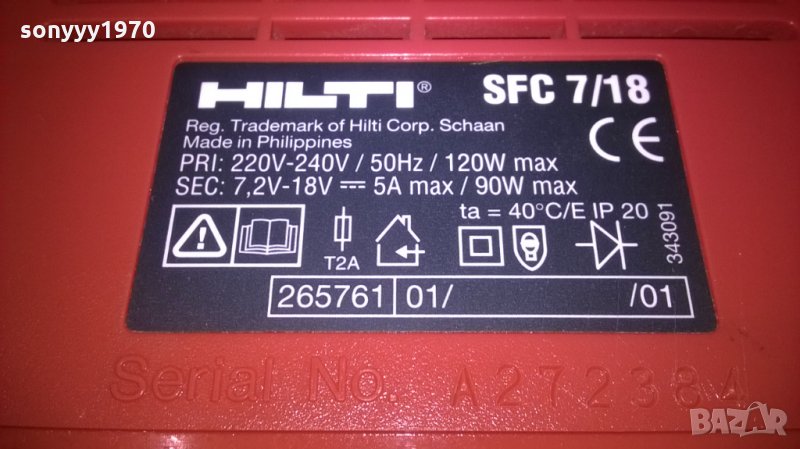 sonyyy1970
HILTI® SFC 7/18
Reg. Trademark of Hilti Corp. Schaan
Made in Philippines
PRI: 220V-240V / 50Hz / 120W max
SEC: 7,2V-18V ⎓ 5A max / 90W max
CE
ta = 40°C/E IP 20
T2A
343091
265761 01/ /01
Serial No. A272384
BAZAR
bg